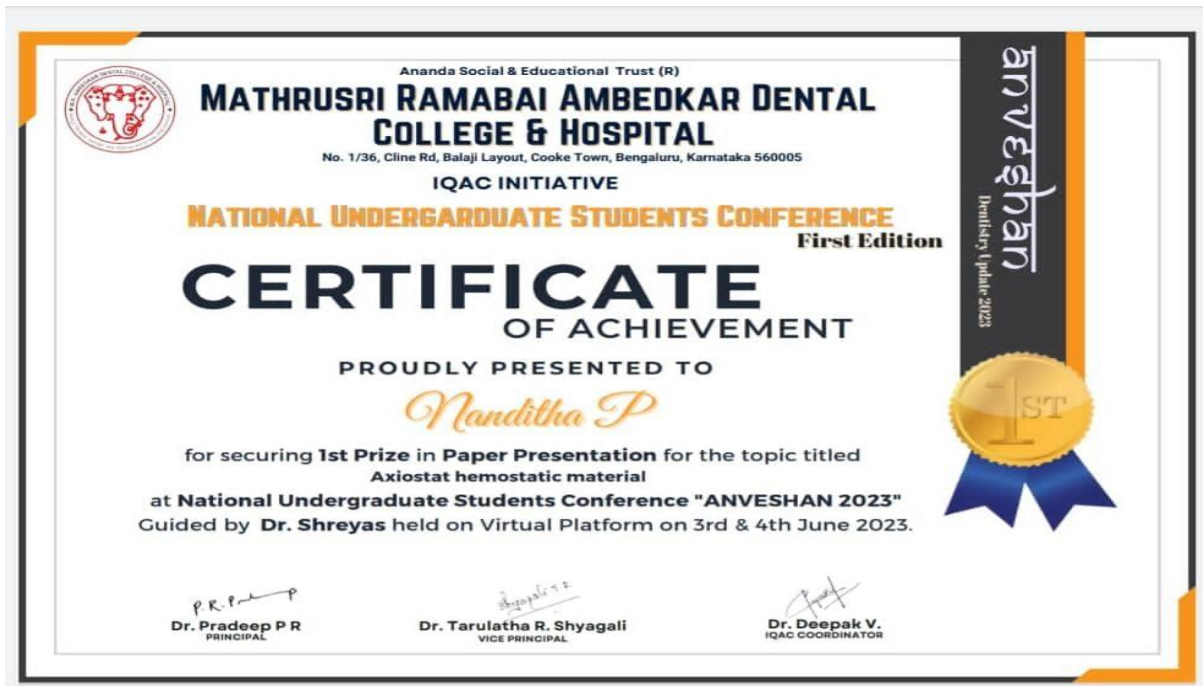 Ananda Social & Educational Trust (R)
MATHRUSRI RAMABAI AMBEDKAR DENTAL
COLLEGE & HOSPITAL
No. 1/36, Cline Rd, Balaji Layout, Cooke Town, Bengaluru, Karnataka 560005
IQAC INITIATIVE
NATIONAL UNDERGARDUATE STUDENTS CONFERENCE
First Edition
CERTIFICATE
OF ACHIEVEMENT
PROUDLY PRESENTED TO
Nanditha P
for securing 1st Prize in Paper Presentation for the topic titled
Axiostat hemostatic material
at National Undergraduate Students Conference "ANVESHAN 2023"
Guided by Dr. Shreyas held on Virtual Platform on 3rd & 4th June 2023.
Dr. Pradeep P R
PRINCIPAL
Dr. Tarulatha R. Shyagali
VICE PRINCIPAL
Dr. Deepak V.
IQAC COORDINATOR
anveshan
Dentistry Update 2023
1ST